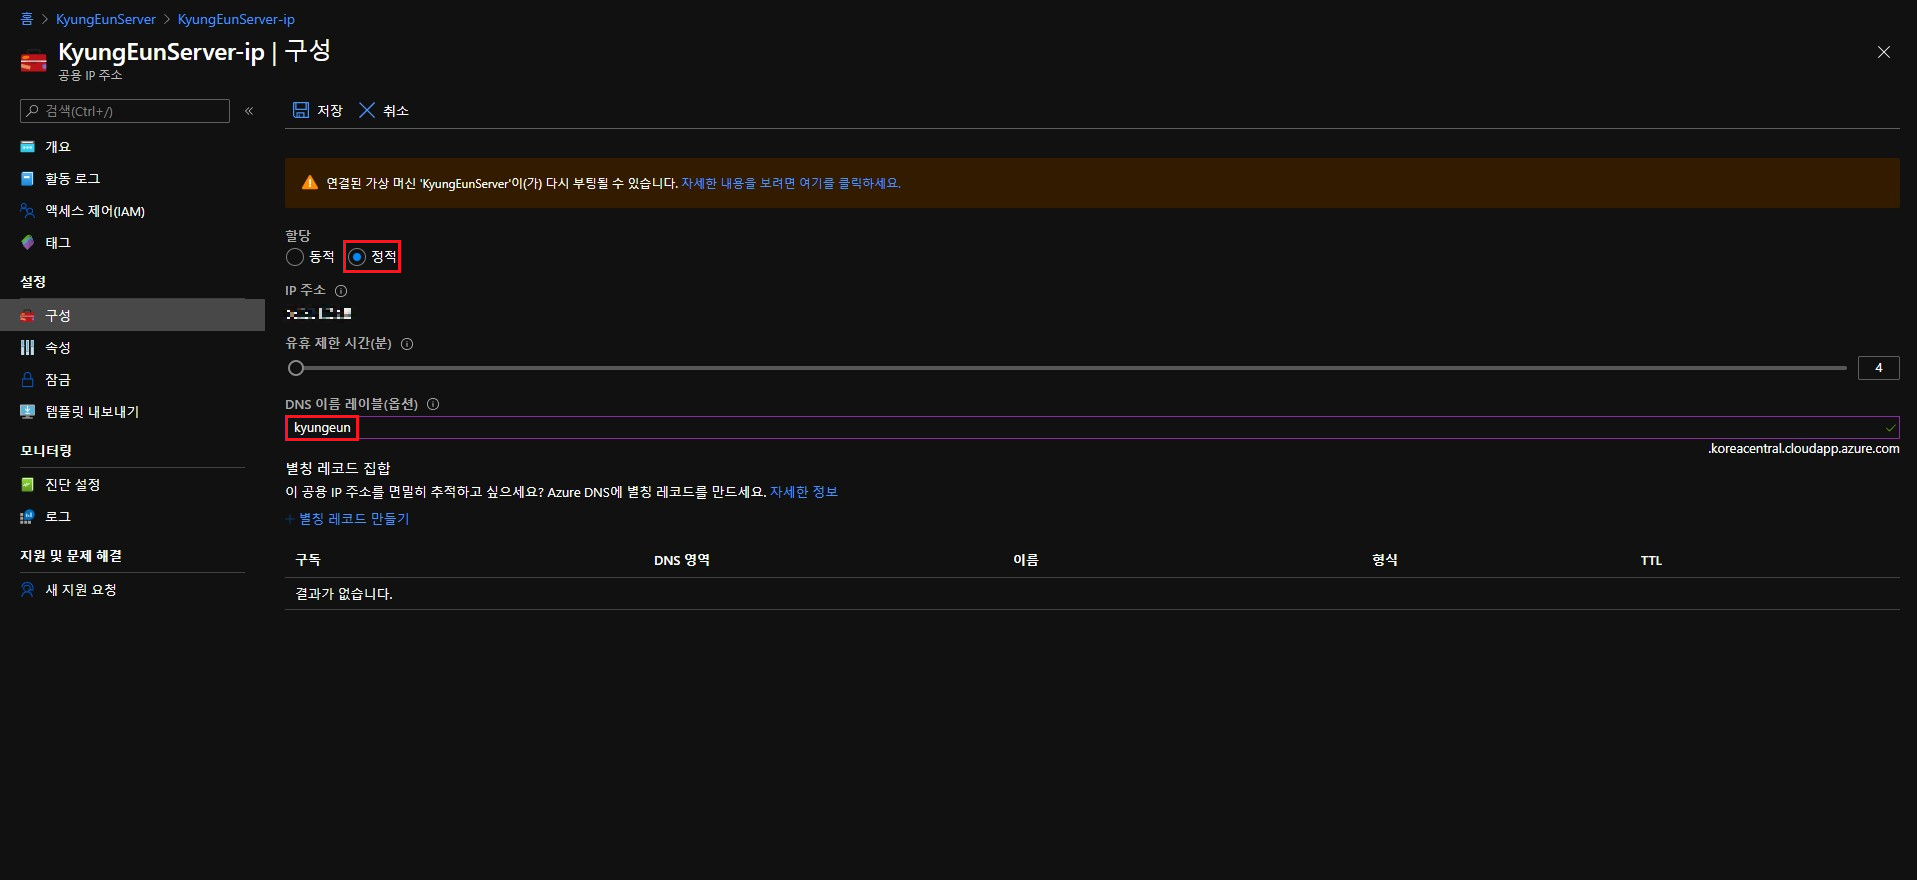 홈 > KyungEunServer > KyungEunServer-ip
KyungEunServer-ip | 구성
공용 IP 주소
검색(Ctrl+/)
«
개요
활동 로그
액세스 제어(IAM)
태그
설정
구성
속성
잠금
템플릿 내보내기
모니터링
진단 설정
로그
지원 및 문제 해결
새 지원 요청
저장 취소
연결된 가상 머신 'KyungEunServer'이(가) 다시 부팅될 수 있습니다. 자세한 내용을 보려면 여기를 클릭하세요.
할당
동적 정적
IP 주소
유휴 제한 시간(분)
4
DNS 이름 레이블(옵션)
kyungeun
.koreacentral.cloudapp.azure.com
별칭 레코드 집합
이 공용 IP 주소를 면밀히 추적하고 싶으세요? Azure DNS에 별칭 레코드를 만드세요. 자세한 정보
+ 별칭 레코드 만들기
구독 DNS 영역 이름 형식 TTL
결과가 없습니다.